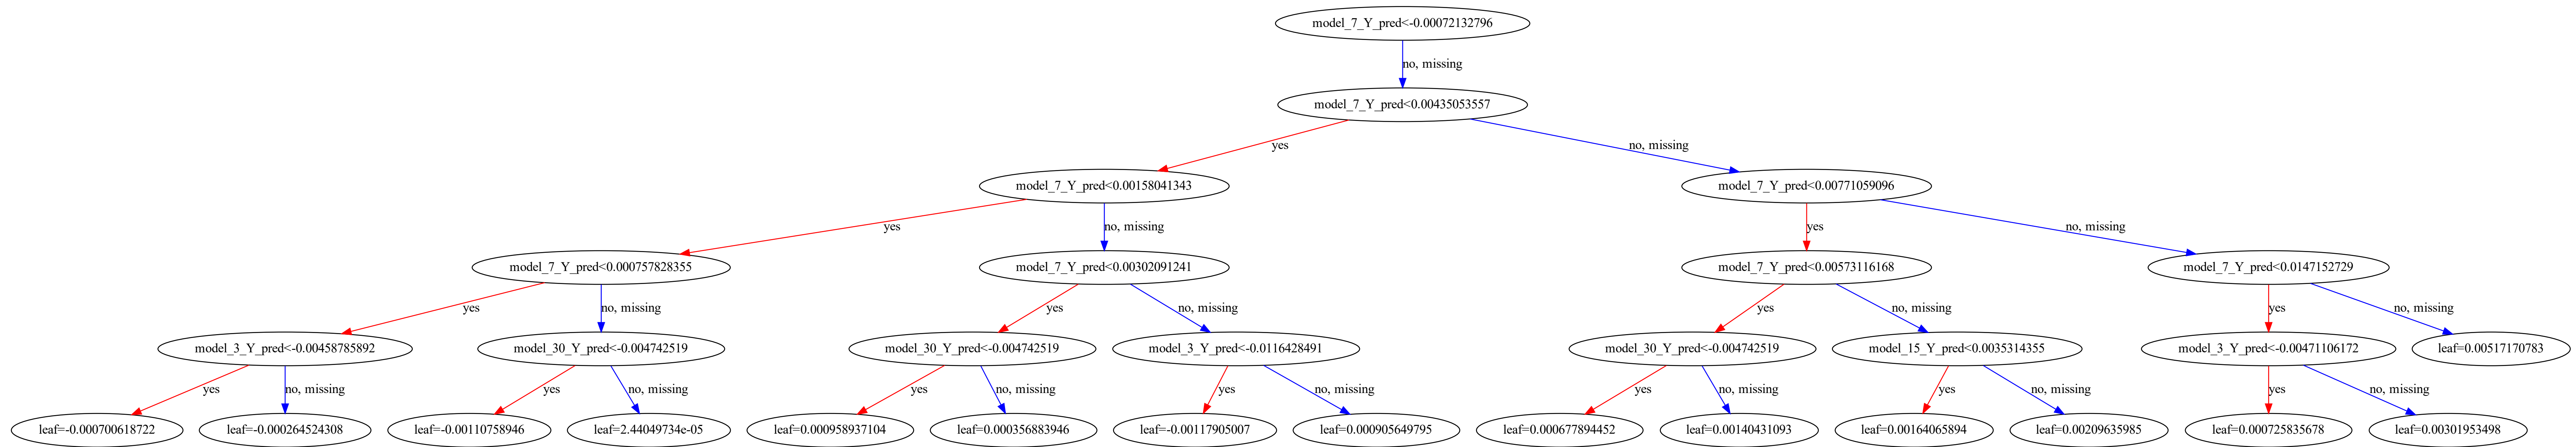 model_7_Y_pred<-0.00072132796
no, missing
model_7_Y_pred<0.00435053557
yes
no, missing
model_7_Y_pred<0.00158041343
model_7_Y_pred<0.00771059096
yes
no, missing
yes
no, missing
model_7_Y_pred<0.000757828355
model_7_Y_pred<0.00302091241
model_7_Y_pred<0.00573116168
model_7_Y_pred<0.0147152729
yes
no, missing
yes
no, missing
yes
no, missing
yes
no, missing
model_3_Y_pred<-0.00458785892
model_30_Y_pred<-0.004742519
model_30_Y_pred<-0.004742519
model_3_Y_pred<-0.0116428491
model_30_Y_pred<-0.004742519
model_15_Y_pred<0.0035314355
model_3_Y_pred<-0.00471106172
leaf=0.00517170783
yes
no, missing
yes
no, missing
yes
no, missing
yes
no, missing
yes
no, missing
yes
no, missing
yes
no, missing
leaf=-0.000700618722
leaf=-0.000264524308
leaf=-0.00110758946
leaf=2.44049734e-05
leaf=0.000958937104
leaf=0.000356883946
leaf=-0.00117905007
leaf=0.000905649795
leaf=0.000677894452
leaf=0.00140431093
leaf=0.00164065894
leaf=0.00209635985
leaf=0.000725835678
leaf=0.00301953498